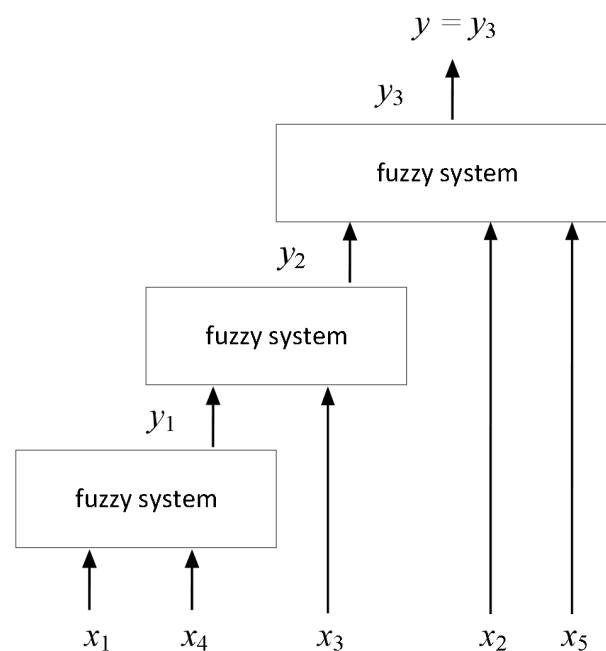 y = y₃
y₃
fuzzy system
y₂
fuzzy system
y₁
fuzzy system
x₁ x₄ x₃ x₂ x₅